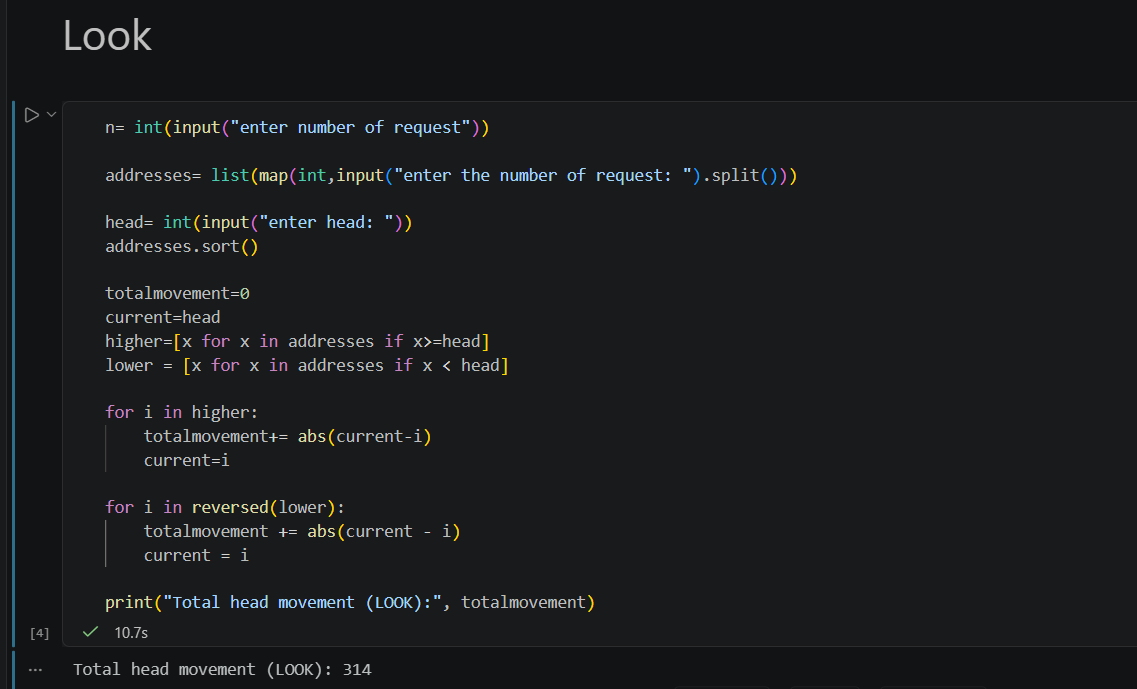 Look
n= int(input("enter number of request"))
addresses= list(map(int,input("enter the number of request: ").split()))
head= int(input("enter head: "))
addresses.sort()
totalmovement=0
current=head
higher=[x for x in addresses if x>=head]
lower = [x for x in addresses if x < head]
for i in higher:
    totalmovement+= abs(current-i)
    current=i
for i in reversed(lower):
    totalmovement += abs(current - i)
    current = i
print("Total head movement (LOOK):", totalmovement)
[4] 10.7s
... Total head movement (LOOK): 314